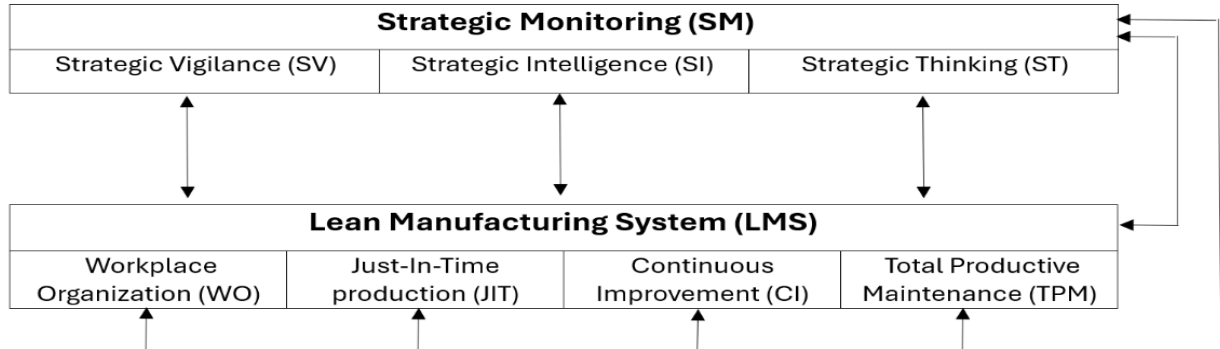 Strategic Monitoring (SM)
Strategic Vigilance (SV)
Strategic Intelligence (SI)
Strategic Thinking (ST)
Lean Manufacturing System (LMS)
Workplace
Organization (WO)
Just-In-Time
production (JIT)
Continuous
Improvement (CI)
Total Productive
Maintenance (TPM)